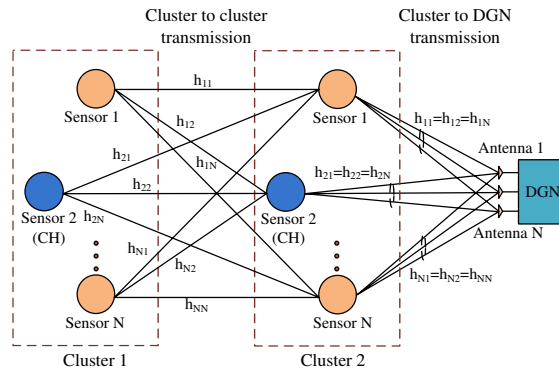 Cluster to cluster
transmission
Cluster to DGN
transmission
h11
h12
h1N
h21
h22
h2N
hN1
hN2
hNN
Sensor 1
Sensor 2
(CH)
Sensor N
Cluster 1
Sensor 1
Sensor 2
(CH)
Sensor N
Cluster 2
h11=h12=h1N
h21=h22=h2N
hN1=hN2=hNN
Antenna 1
DGN
Antenna N